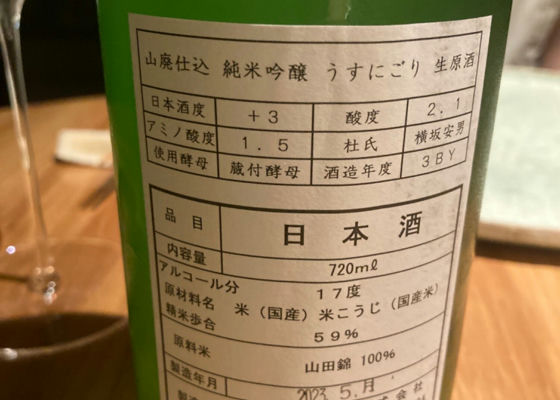 山廃仕込 純米吟醸 うすにごり 生原酒
日本酒度 +3 酸度 2.1
アミノ酸度 1.5 杜氏 横坂安男
使用酵母 蔵付酵母 酒造年度 3BY
品目 日本酒
内容量 720mℓ
アルコール分 17度
原材料名 米(国産)米こうじ(国産米)
精米歩合 59%
原料米 山田錦 100%
製造年月 2023.5.月
株式会社